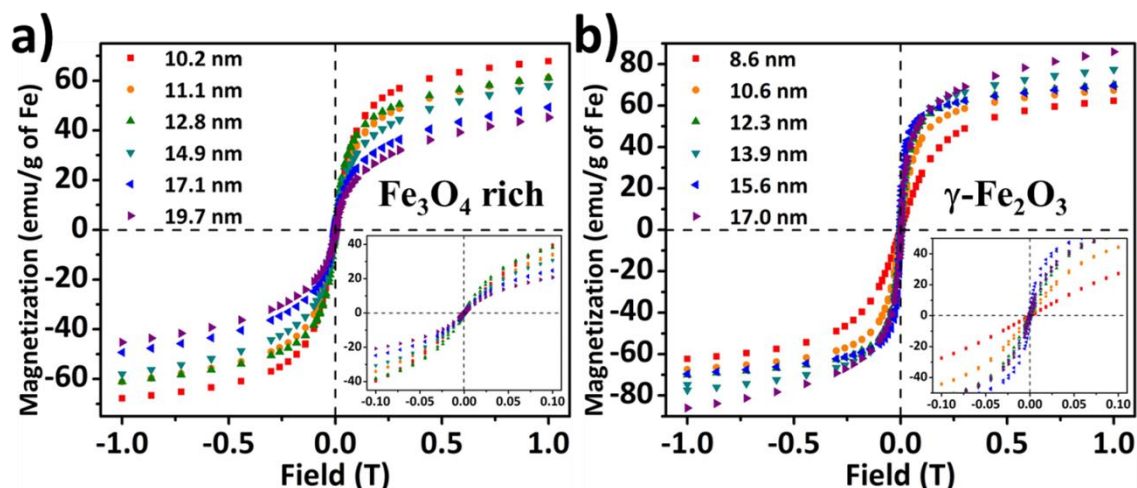 a)
10.2 nm
11.1 nm
12.8 nm
14.9 nm
17.1 nm
19.7 nm
Fe₃O₄ rich
Magnetization (emu/g of Fe)
60
40
20
0
-20
-40
-60
-1.0 -0.5 0.0 0.5 1.0
Field (T)
40
20
0
-20
-40
-0.10 -0.05 0.00 0.05 0.10
b)
8.6 nm
10.6 nm
12.3 nm
13.9 nm
15.6 nm
17.0 nm
γ-Fe₂O₃
Magnetization (emu/g of Fe)
80
60
40
20
0
-20
-40
-60
-80
-1.0 -0.5 0.0 0.5 1.0
Field (T)
40
20
0
-20
-40
-0.10 -0.05 0.00 0.05 0.10